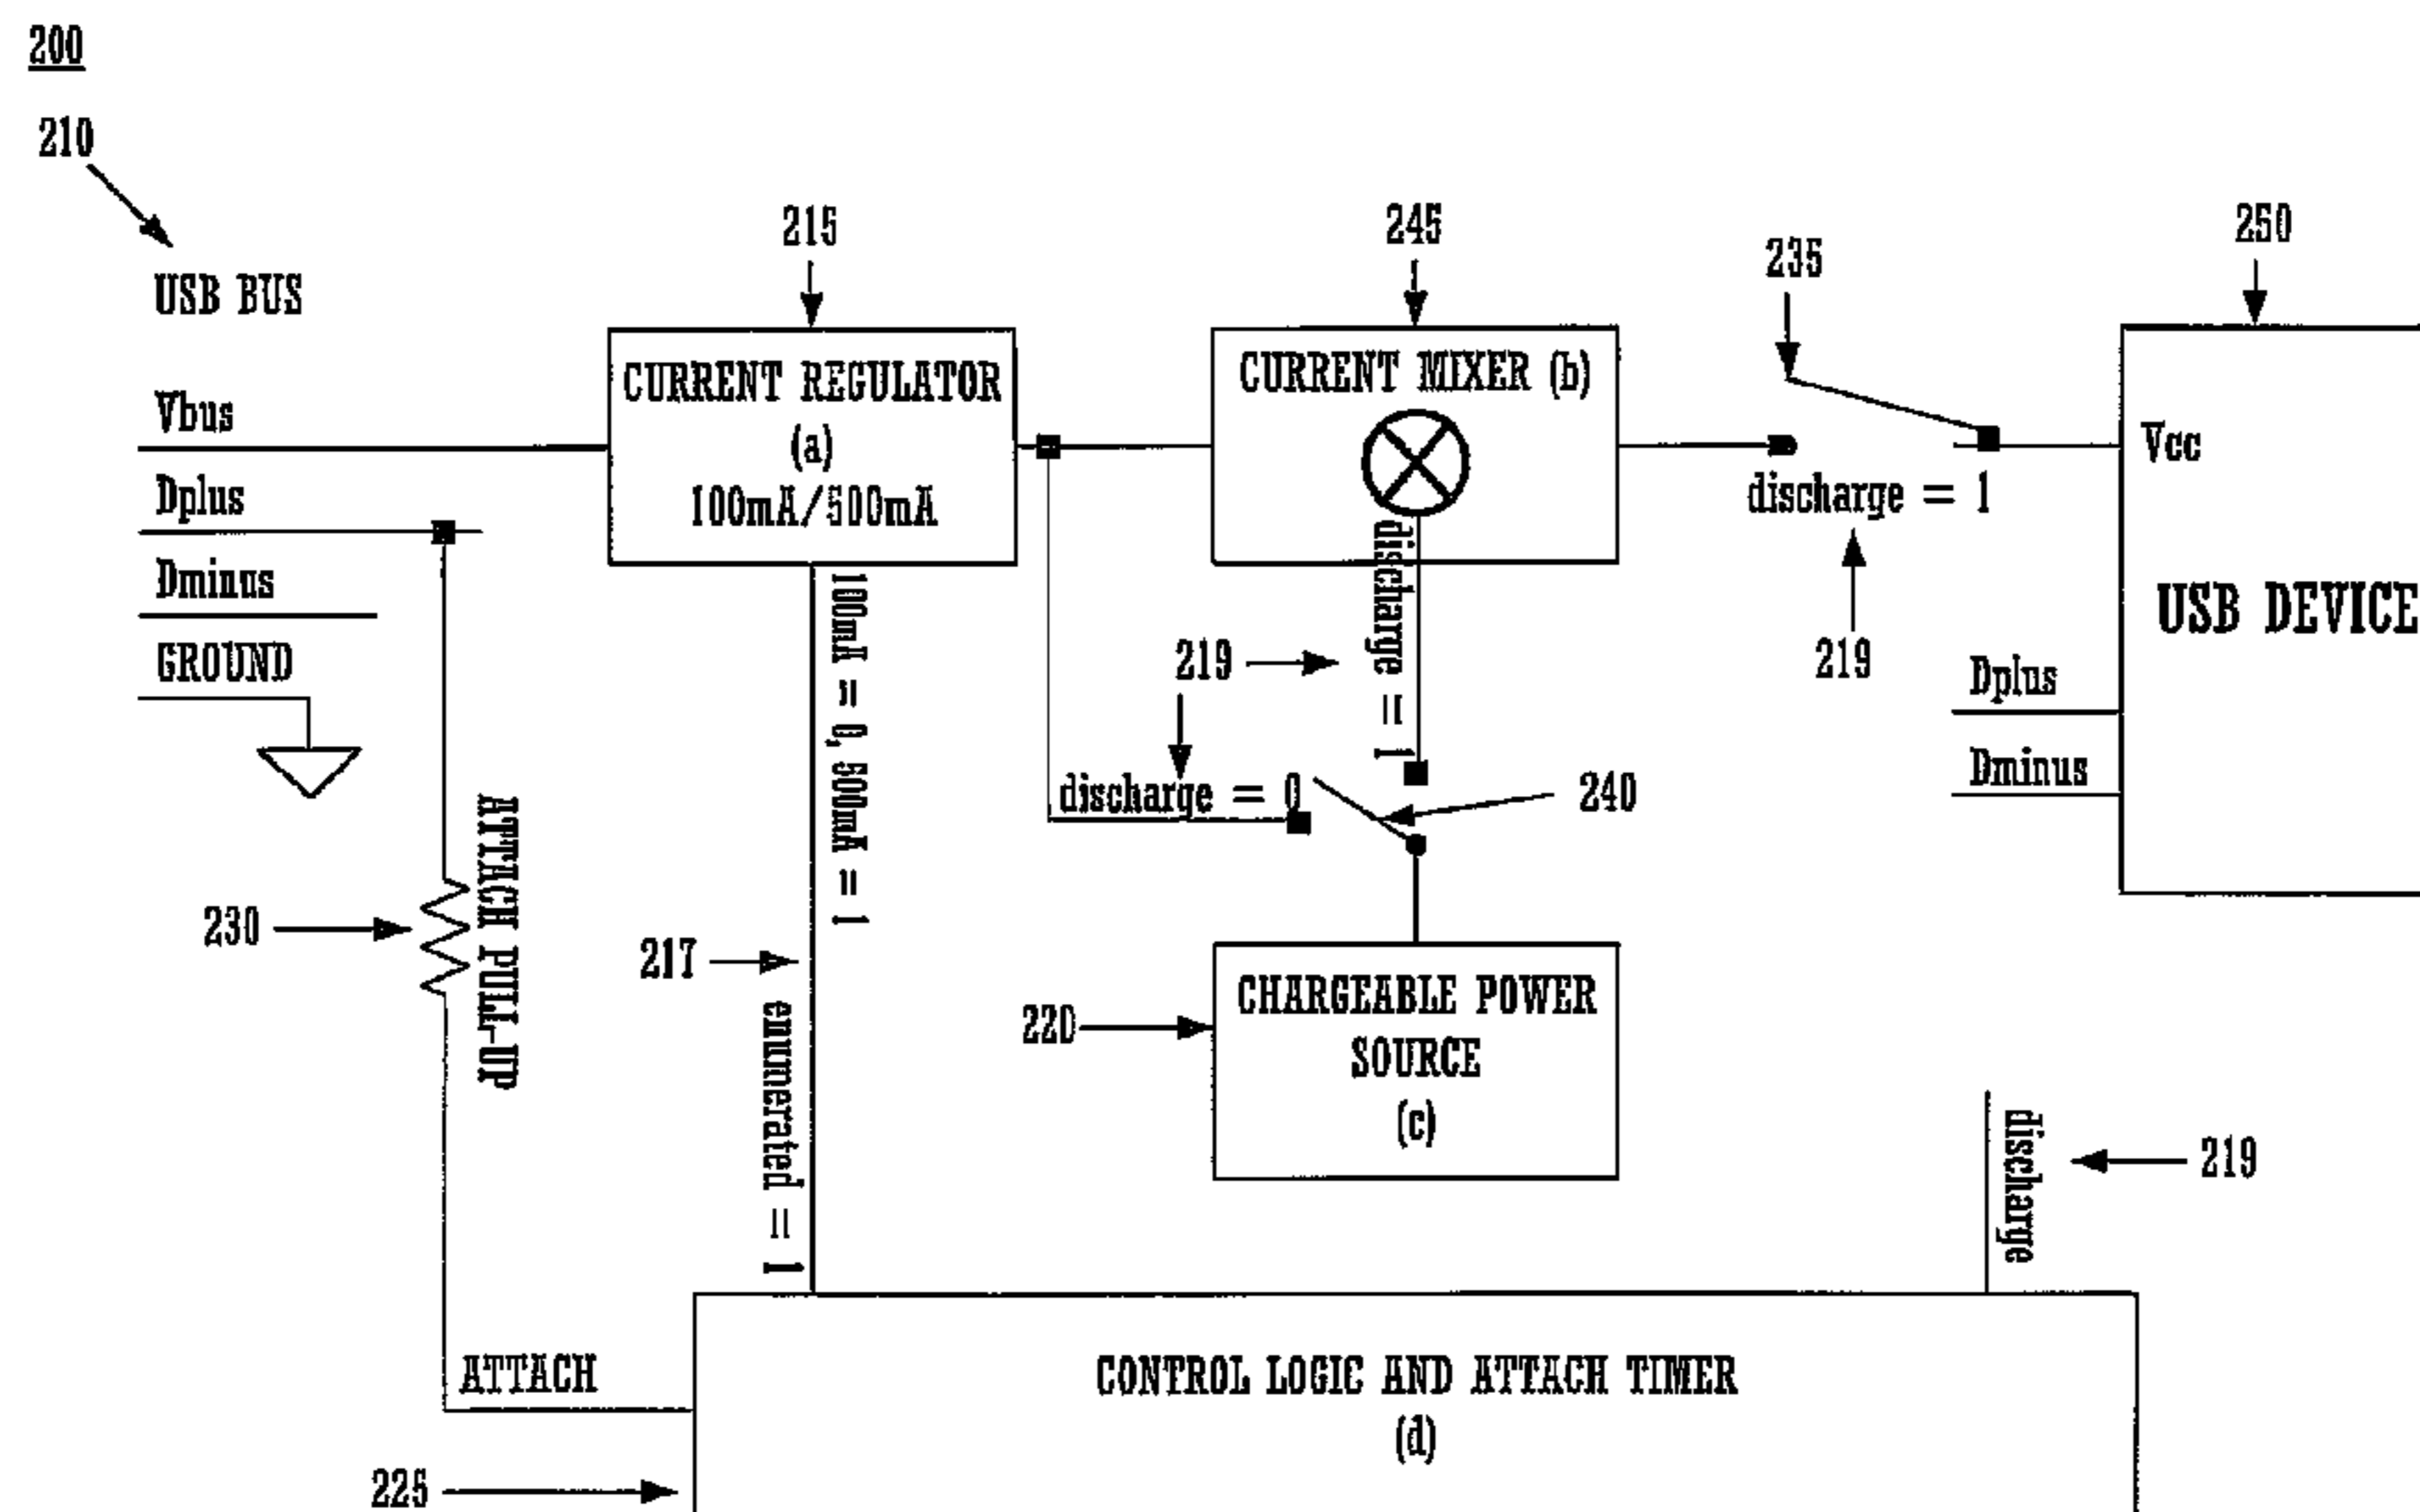 200
210
USB BUS
Vbus
Dplus
Dminus
GROUND
215
CURRENT REGULATOR
(a)
100mA/500mA
245
CURRENT MIXER (b)
235
discharge = 1
219
250
Vcc
USB DEVICE
Dplus
Dminus
100mA = 0, 500mA = 1
discharge = 1
219
discharge = 0
240
ATTACH PULL-UP
230
217
enumerated = 1
220
CHARGEABLE POWER
SOURCE
(c)
discharge
219
ATTACH
CONTROL LOGIC AND ATTACH TIMER
(d)
225